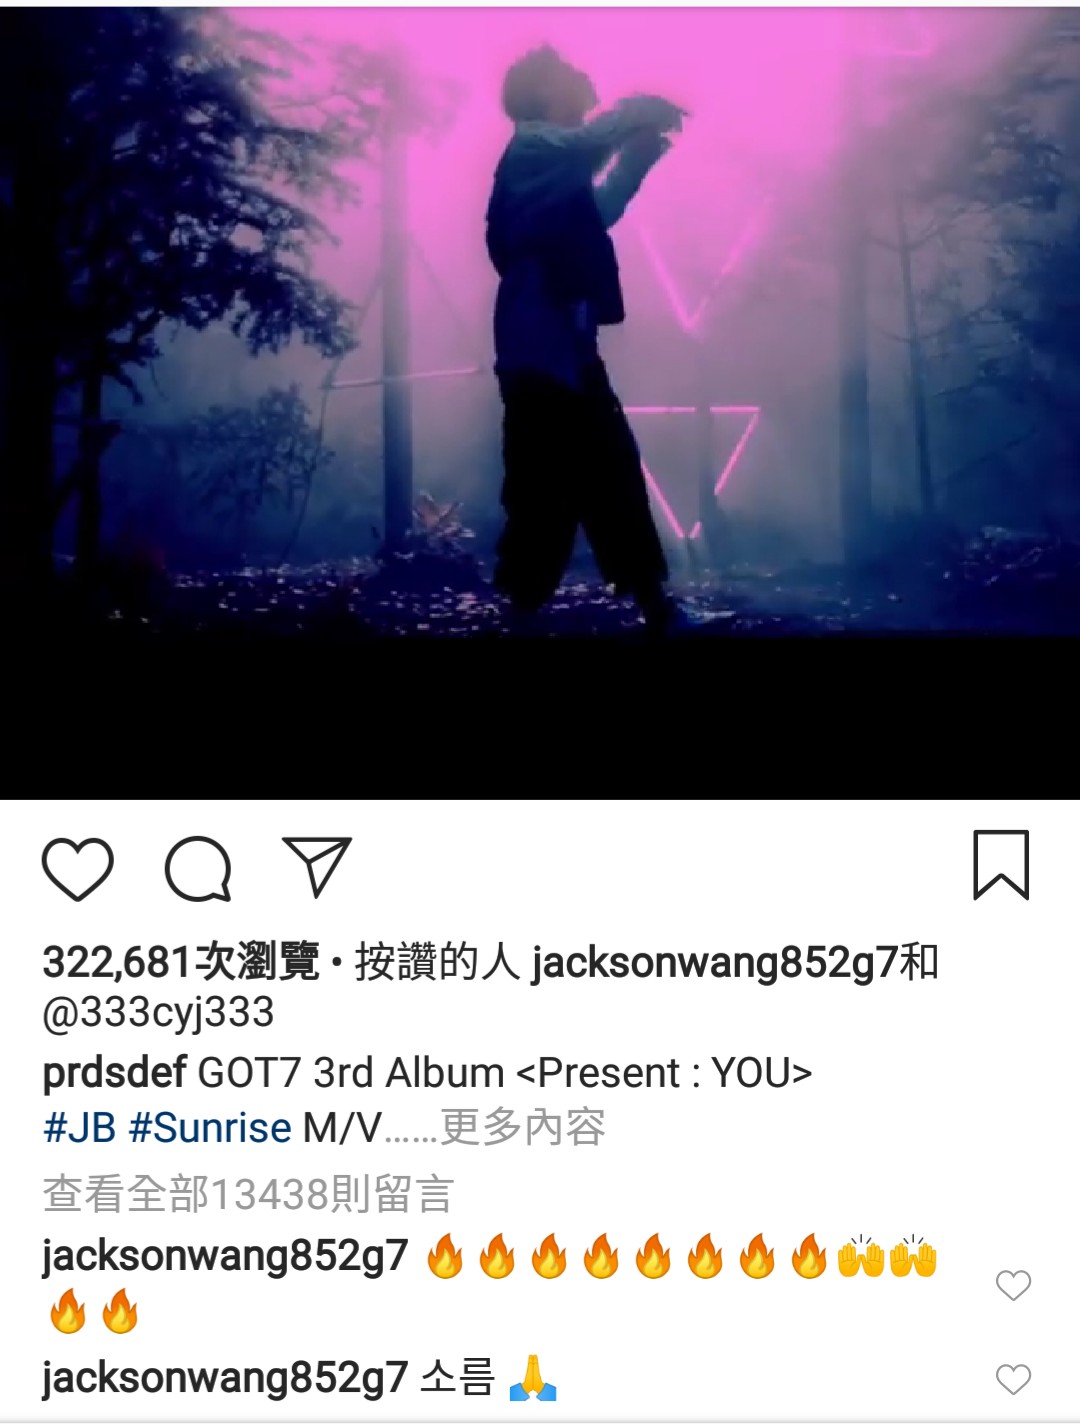 322,681次瀏覽 • 按讚的人 jacksonwang852g7和
@333cyj333
prdsdef GOT7 3rd Album <Present : YOU>
#JB #Sunrise M/V......更多內容
查看全部13438則留言
jacksonwang852g7 🔥🔥🔥🔥🔥🔥🔥🔥🙌🙌
🔥🔥
jacksonwang852g7 소름 🙏